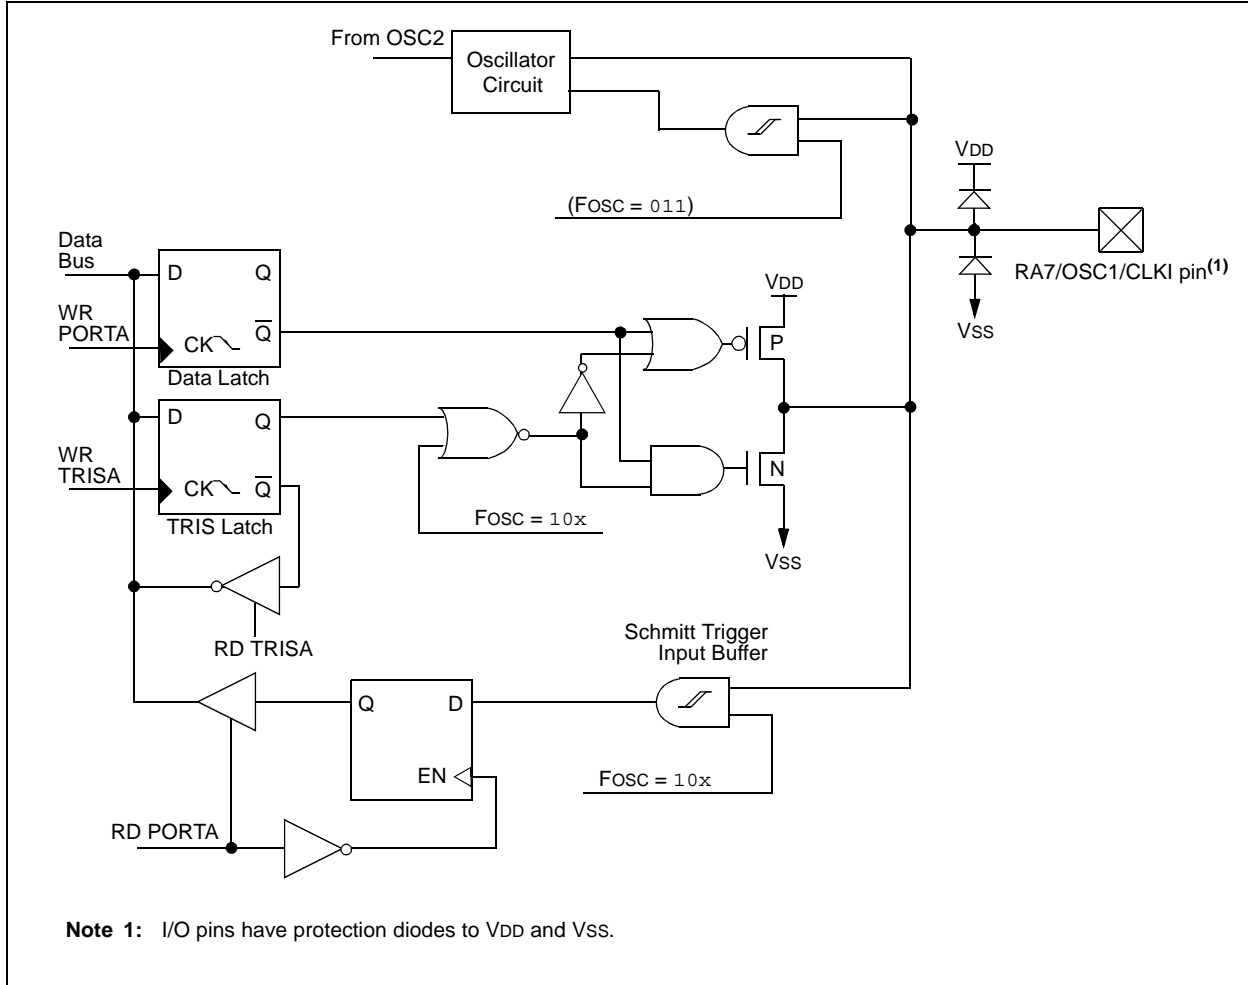 From OSC2
Oscillator
Circuit
VDD
(FOSC = 011)
Data
Bus
D
Q
VDD
RA7/OSC1/CLKI pin(1)
WR
PORTA
CK
Q
P
VSS
Data Latch
D
Q
WR
TRISA
CK
Q
N
FOSC = 10x
TRIS Latch
VSS
RD TRISA
Schmitt Trigger
Input Buffer
Q
D
EN
FOSC = 10x
RD PORTA
Note 1: I/O pins have protection diodes to VDD and VSS.